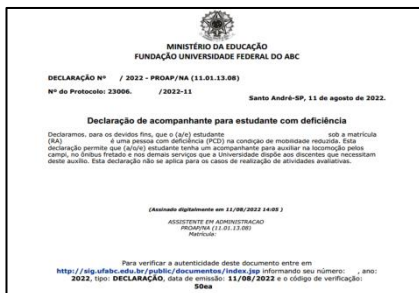 MINISTÉRIO DA EDUCAÇÃO
FUNDAÇÃO UNIVERSIDADE FEDERAL DO ABC
DECLARAÇÃO Nº / 2022 - PROAP/NA (11.01.13.08)
Nº do Protocolo: 23006. /2022-11
Santo André-SP, 11 de agosto de 2022.
Declaração de acompanhante para estudante com deficiência
Declaramos, para os devidos fins, que o (a/e) estudante sob a matrícula
(RA) é uma pessoa com deficiência (PCD) na condição de mobilidade reduzida. Esta
declaração permite que (a/o/e) estudante tenha um acompanhante para auxiliar na locomoção pelos
campi, no ônibus fretado e nos demais serviços que a Universidade dispõe aos discentes que necessitam
deste auxílio. Esta declaração não se aplica para os casos de realização de atividades avaliativas.
(Assinado digitalmente em 11/08/2022 14:05 )
ASSISTENTE EM ADMINISTRACAO
PROAP/NA (11.01.13.08)
Matrícula:
Para verificar a autenticidade deste documento entre em
http://sig.ufabc.edu.br/public/documentos/index.jsp informando seu número: , ano:
2022, tipo: DECLARAÇÃO, data de emissão: 11/08/2022 e o código de verificação:
50ea